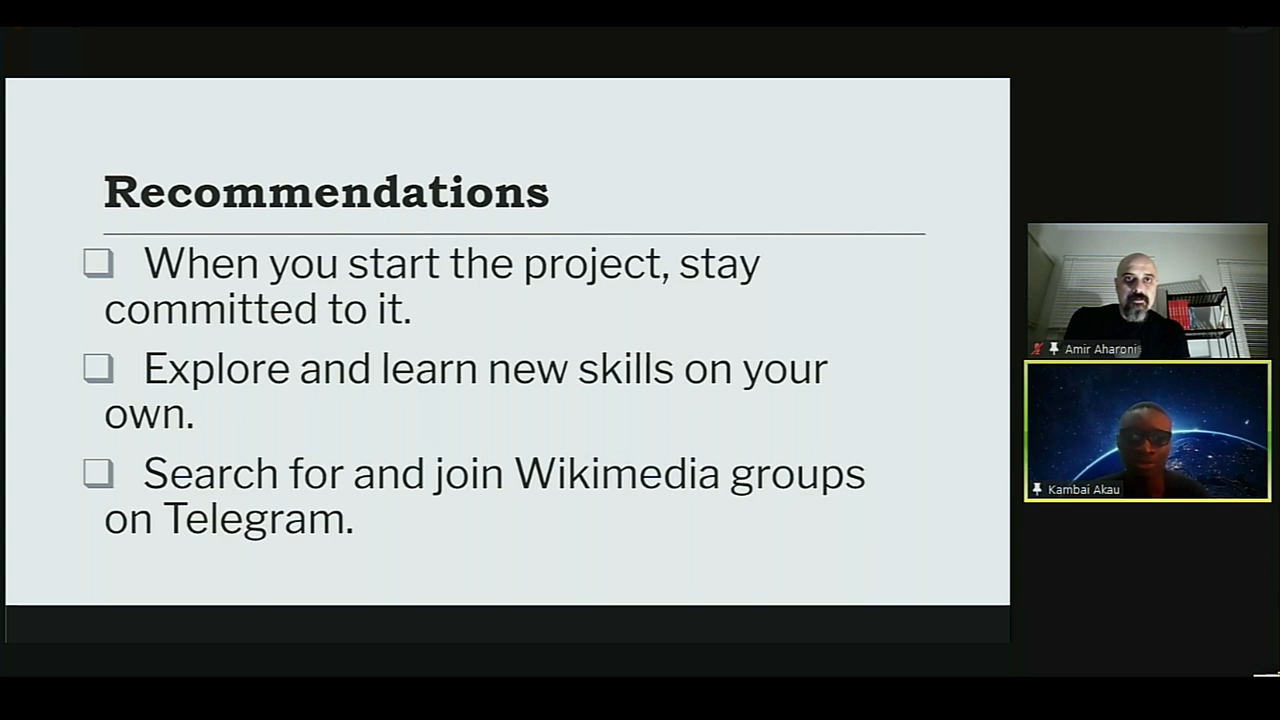 Recommendations
❑ When you start the project, stay
committed to it.
❑ Explore and learn new skills on your
own.
❑ Search for and join Wikimedia groups
on Telegram.
Amir Aharoni
Kambai Akau